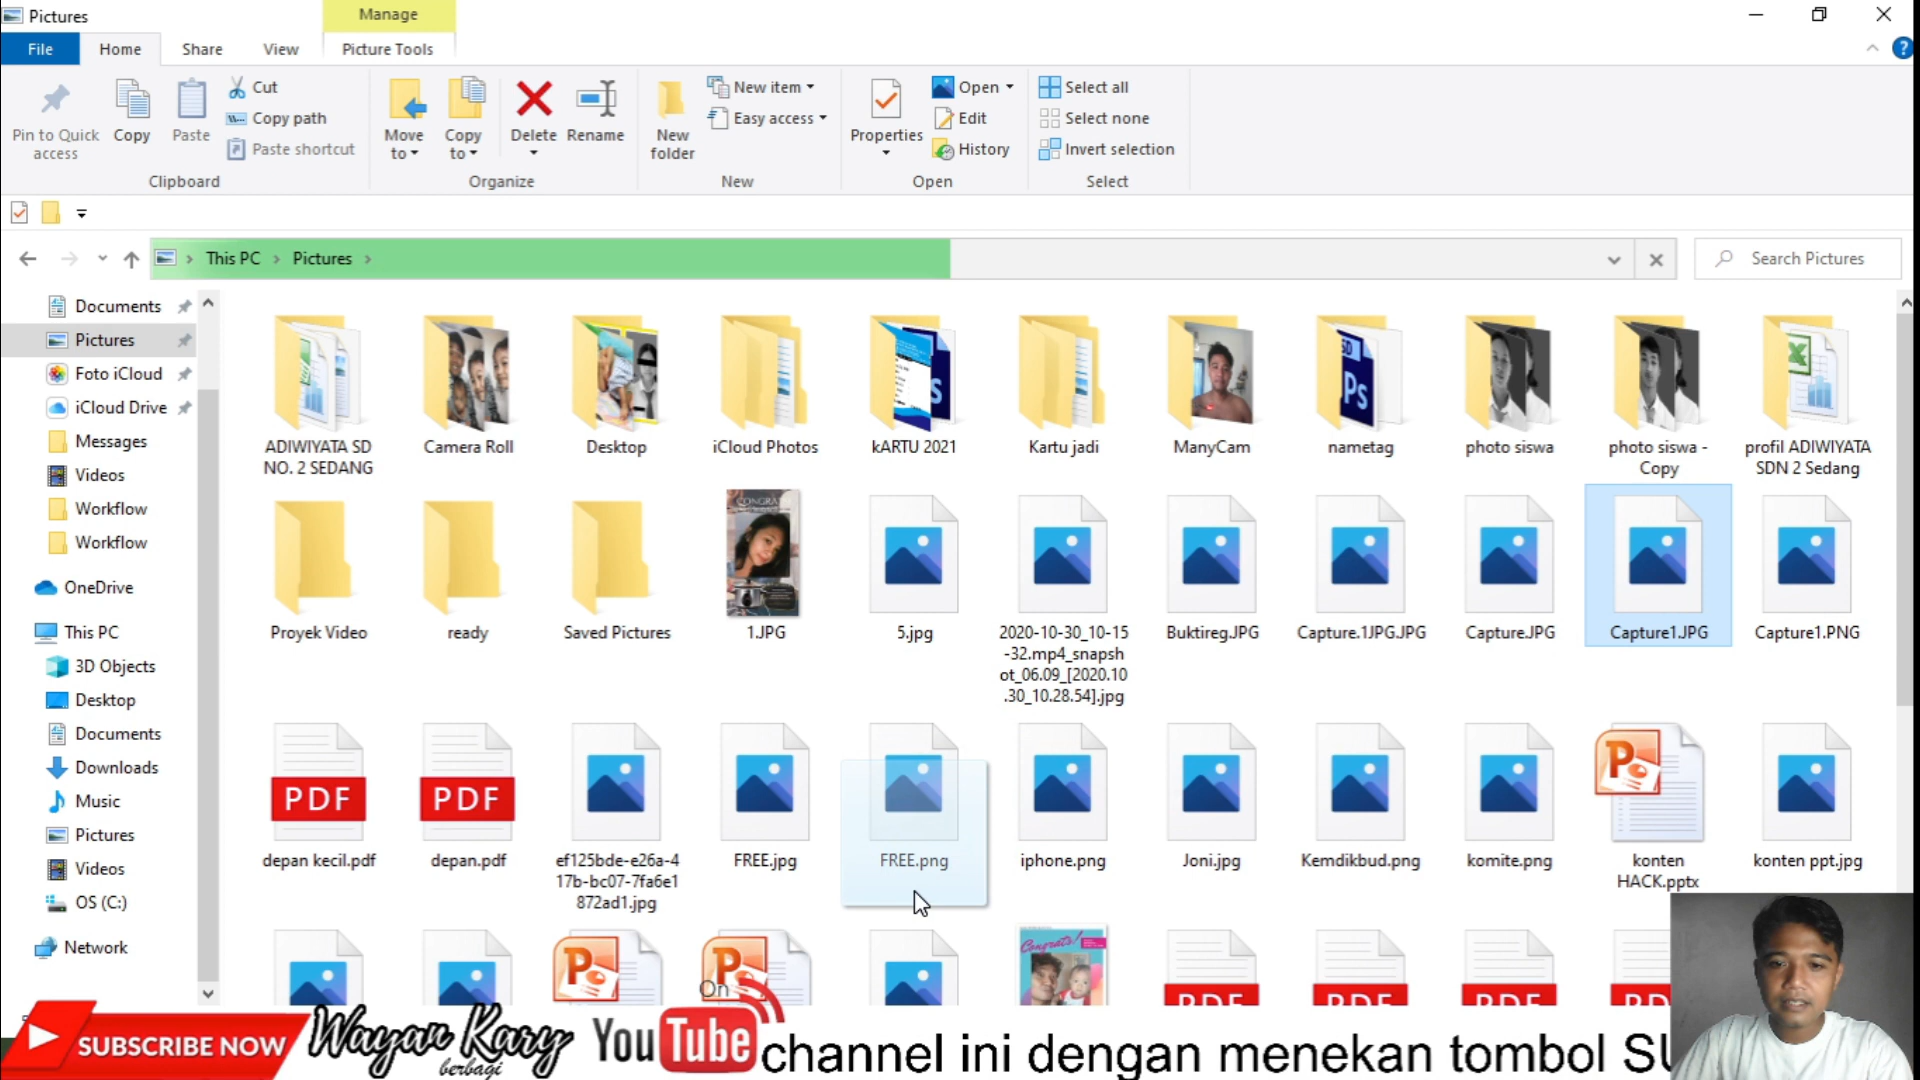 Pictures
Manage
File
Home
Share
View
Picture Tools
Pin to Quick access
Copy
Paste
Cut
Copy path
Paste shortcut
Clipboard
Move to
Copy to
Delete
Rename
Organize
New folder
New item
Easy access
New
Properties
Open
Edit
History
Open
Select all
Select none
Invert selection
Select
This PC
Pictures
Search Pictures
Documents
Pictures
Foto iCloud
iCloud Drive
Messages
Videos
Workflow
Workflow
OneDrive
This PC
3D Objects
Desktop
Documents
Downloads
Music
Pictures
Videos
OS (C:)
Network
ADIWIYATA SD
NO. 2 SEDANG
Camera Roll
Desktop
iCloud Photos
kARTU 2021
Kartu jadi
ManyCam
nametag
photo siswa
photo siswa -
Copy
profil ADIWIYATA
SDN 2 Sedang
Proyek Video
ready
Saved Pictures
1.JPG
5.jpg
2020-10-30_10-15
-32.mp4_snapsh
ot_06.09_[2020.10
.30_10.28.54].jpg
Buktireg.JPG
Capture.1JPG.JPG
Capture.JPG
Capture1.JPG
Capture1.PNG
PDF
depan kecil.pdf
PDF
depan.pdf
ef125bde-e26a-4
17b-bc07-7fa6e1
872ad1.jpg
FREE.jpg
FREE.png
iphone.png
Joni.jpg
Kemdikbud.png
komite.png
konten
HACK.pptx
konten ppt.jpg
Congrats!
On
SUBSCRIBE NOW
Wayan Kary
berbagi
YouTube
channel ini dengan menekan tombol SU